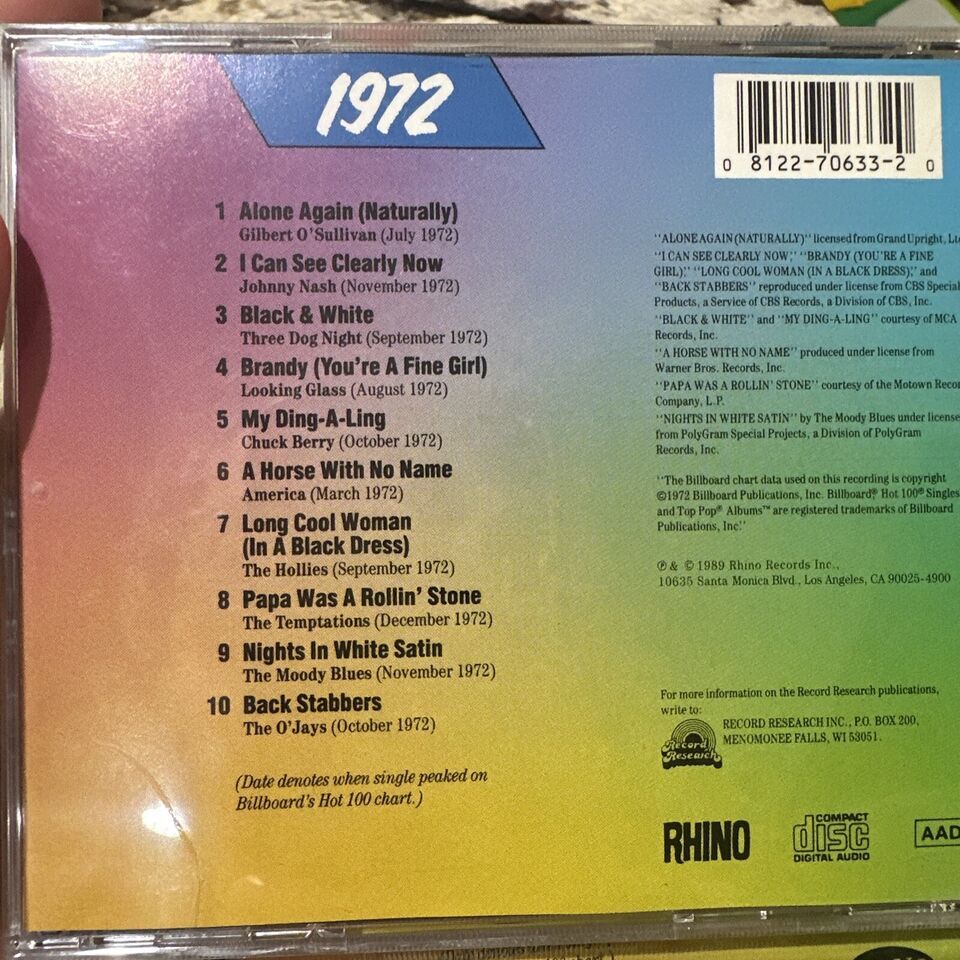 1972
0 8122-70633-2 0
1 Alone Again (Naturally)
Gilbert O'Sullivan (July 1972)
2 I Can See Clearly Now
Johnny Nash (November 1972)
3 Black & White
Three Dog Night (September 1972)
4 Brandy (You're A Fine Girl)
Looking Glass (August 1972)
5 My Ding-A-Ling
Chuck Berry (October 1972)
6 A Horse With No Name
America (March 1972)
7 Long Cool Woman
(In A Black Dress)
The Hollies (September 1972)
8 Papa Was A Rollin' Stone
The Temptations (December 1972)
9 Nights In White Satin
The Moody Blues (November 1972)
10 Back Stabbers
The O'Jays (October 1972)
(Date denotes when single peaked on
Billboard's Hot 100 chart.)
"ALONE AGAIN (NATURALLY)" licensed from Grand Upright,
"I CAN SEE CLEARLY NOW," "BRANDY (YOU'RE A FINE
GIRL)," "LONG COOL WOMAN (IN A BLACK DRESS)," and
"BACK STABBERS" reproduced under license from CBS Special
Products, a Service of CBS Records, a Division of CBS, Inc.
"BLACK & WHITE" and "MY DING-A-LING" courtesy of MCA
Records, Inc.
"A HORSE WITH NO NAME" produced under license from
Warner Bros. Records, Inc.
"PAPA WAS A ROLLIN' STONE" courtesy of the Motown Recor
Company, L.P.
"NIGHTS IN WHITE SATIN" by The Moody Blues under license
from PolyGram Special Projects, a Division of PolyGram
Records, Inc.
"The Billboard chart data used on this recording is copyright
©1972 Billboard Publications, Inc. Billboard® Hot 100® Singles
and Top Pop® Albums™ are registered trademarks of Billboard
Publications, Inc."
℗ & © 1989 Rhino Records Inc.,
10635 Santa Monica Blvd., Los Angeles, CA 90025-4900
For more information on the Record Research publications,
write to:
Record
Research
RECORD RESEARCH INC., P.O. BOX 200,
MENOMONEE FALLS, WI 53051.
RHINO
COMPACT
disc
DIGITAL AUDIO
AAD